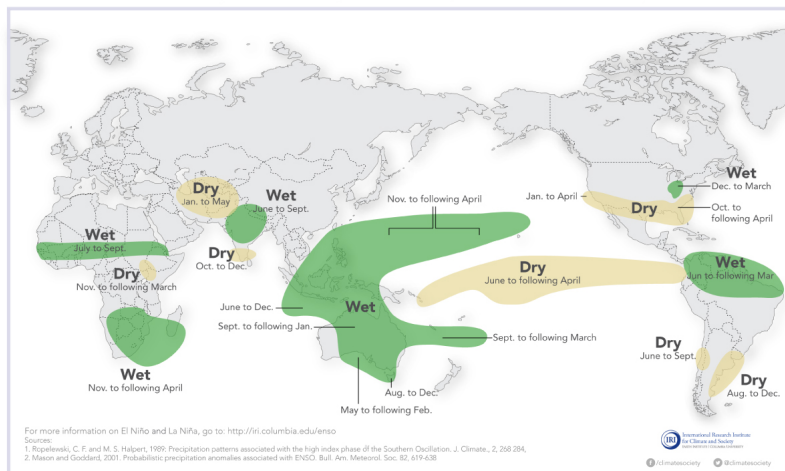 Nov. to following April
Wet
Dec. to March
Jan. to April
Dry
Oct. to
following April
Dry
Jan. to May
Wet
June to Sept.
Wet
July to Sept.
Dry
Oct. to Dec.
Dry
Nov. to following March
Dry
June to following April
Wet
Jun to following Mar
June to Dec.
Wet
Sept. to following Jan.
Sept. to following March
Dry
June to Sept.
Wet
Nov. to following April
Dry
Aug. to Dec.
Aug. to Dec.
May to following Feb.
For more information on El Niño and La Niña, go to: http://iri.columbia.edu/enso
Sources:
1. Ropelewski, C. F. and M. S. Halpert, 1989: Precipitation patterns associated with the high index phase df the Southern Oscillation. J. Climate., 2, 268 284,
2. Mason and Goddard, 2001. Probabilistic precipitation anomalies associated with ENSO. Bull. Am. Meteorol. Soc. 82, 619-638
IRI
International Research Institute
for Climate and Society
/climatesociety
@climatesociety